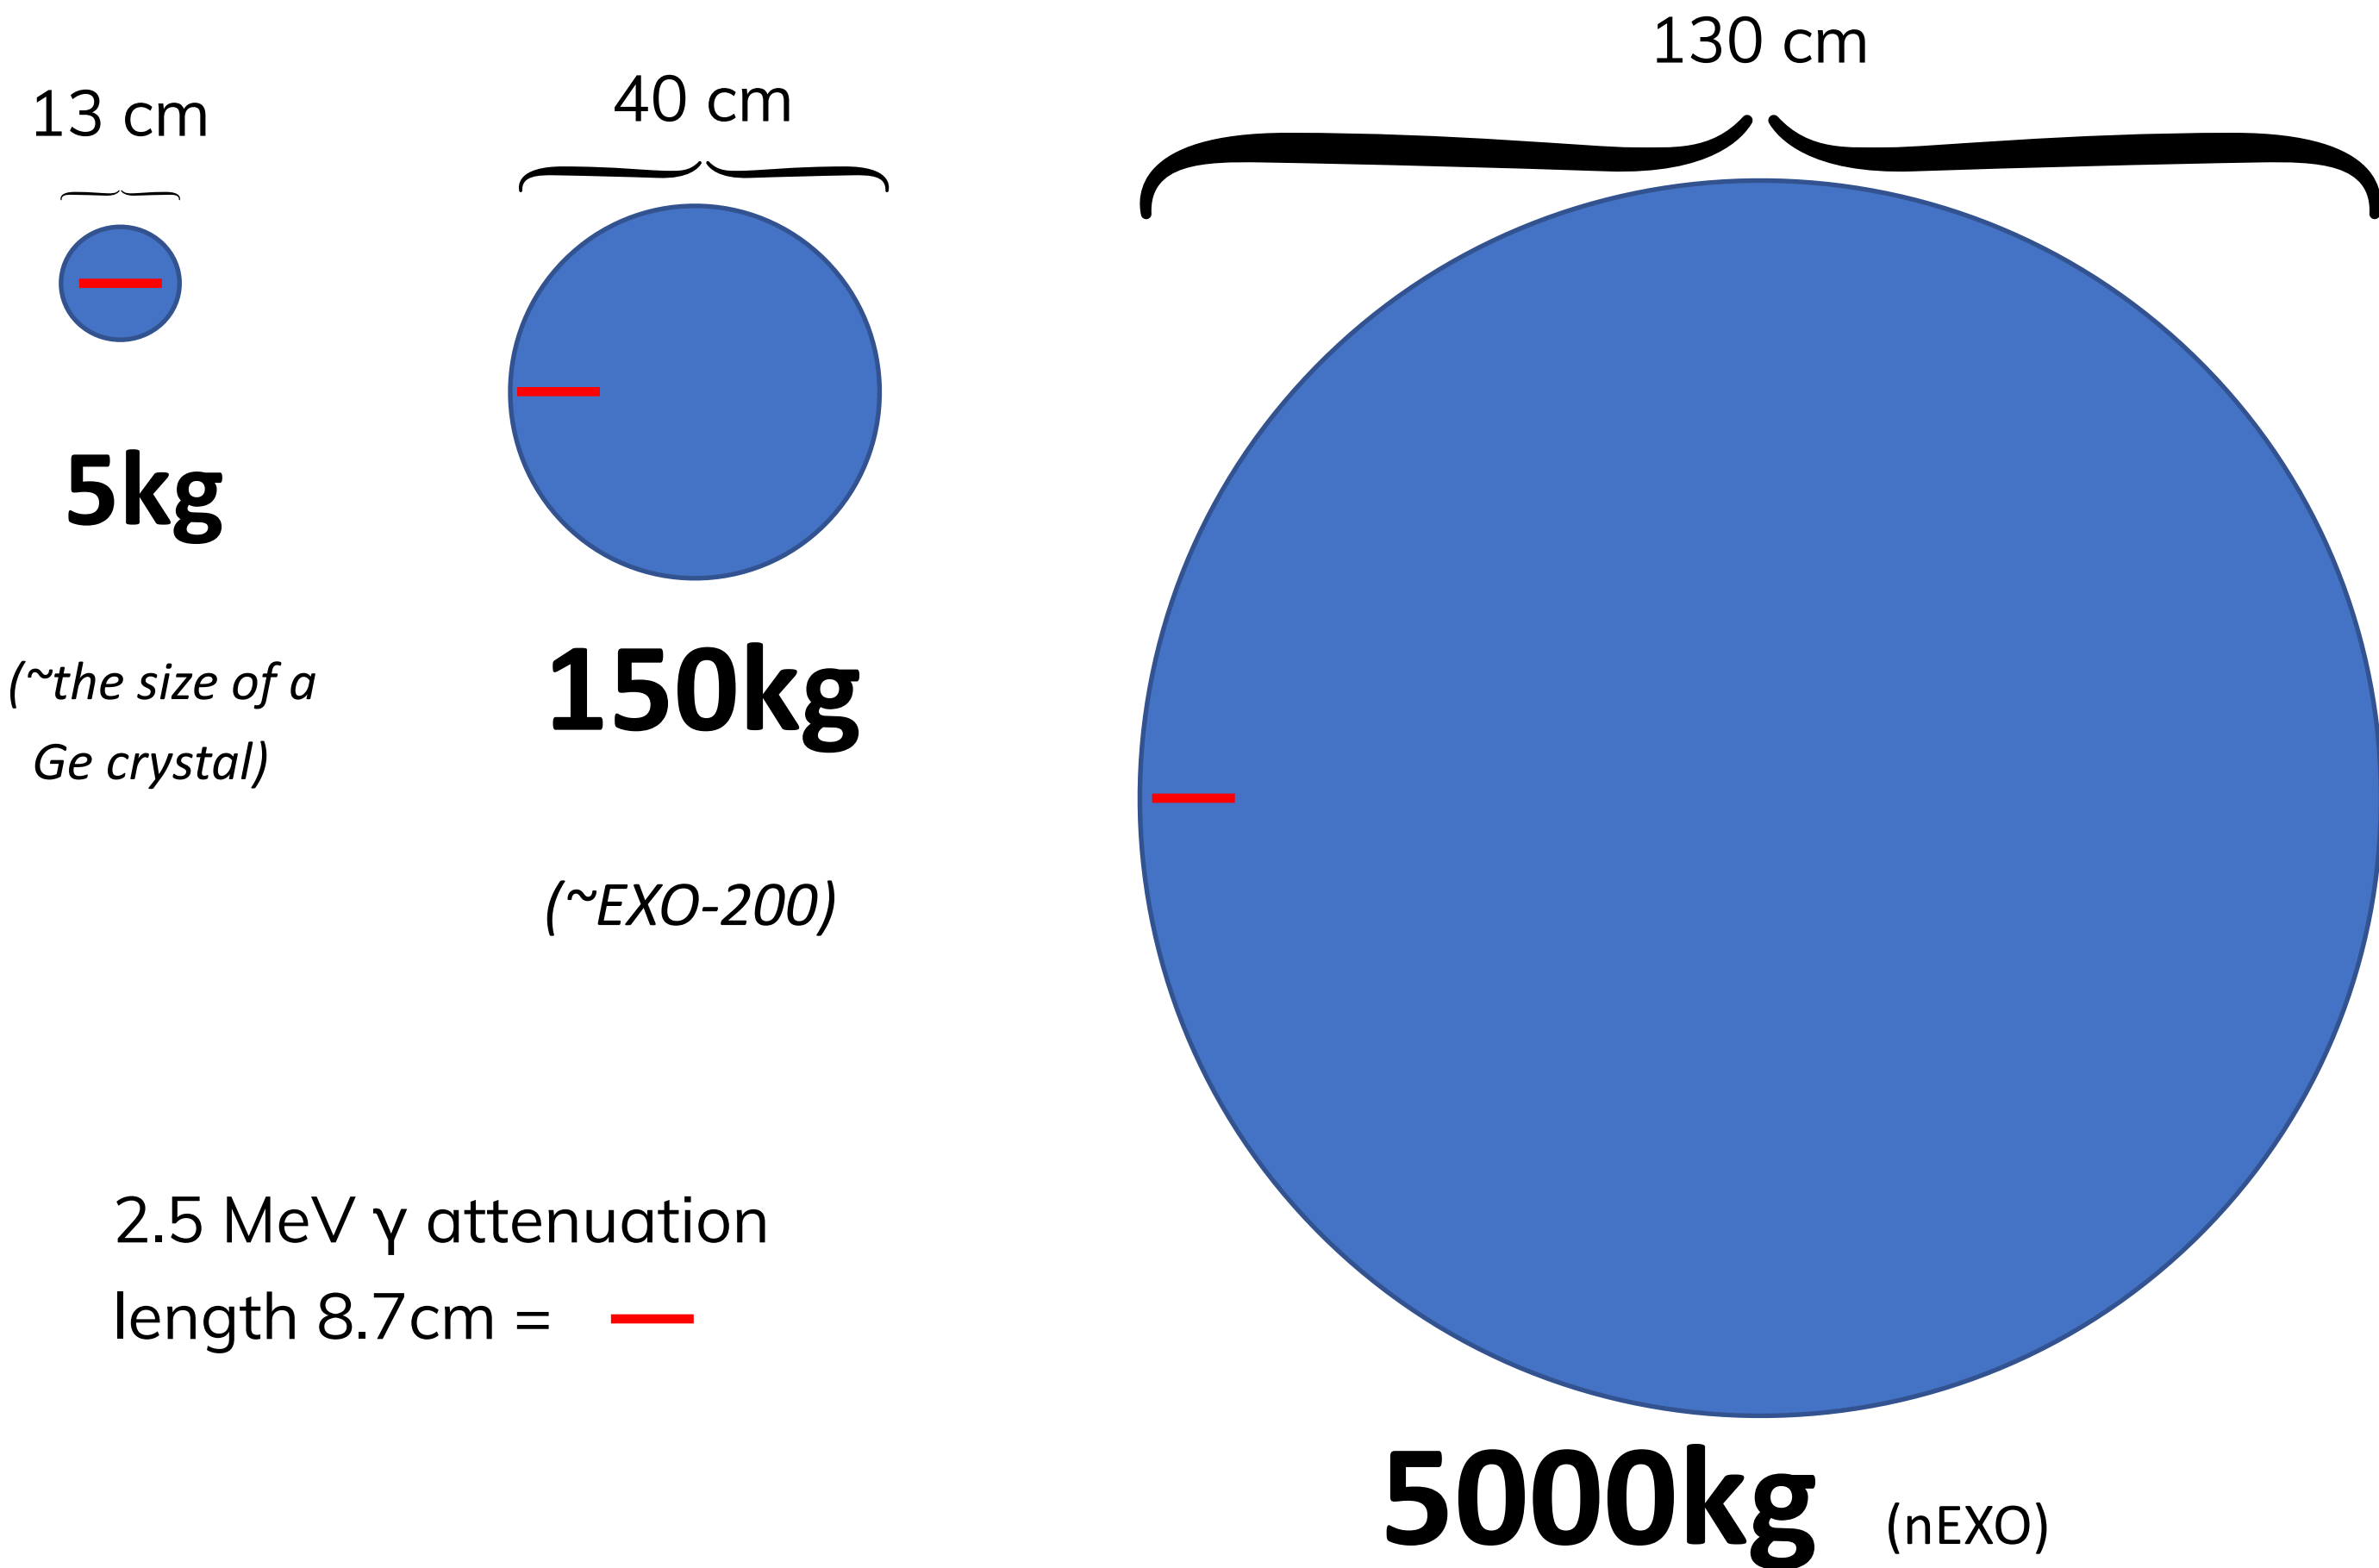 13 cm
5kg
(~the size of a
Ge crystal)
40 cm
150kg
(~EXO-200)
130 cm
5000kg (nEXO)
2.5 MeV γ attenuation
length 8.7cm =